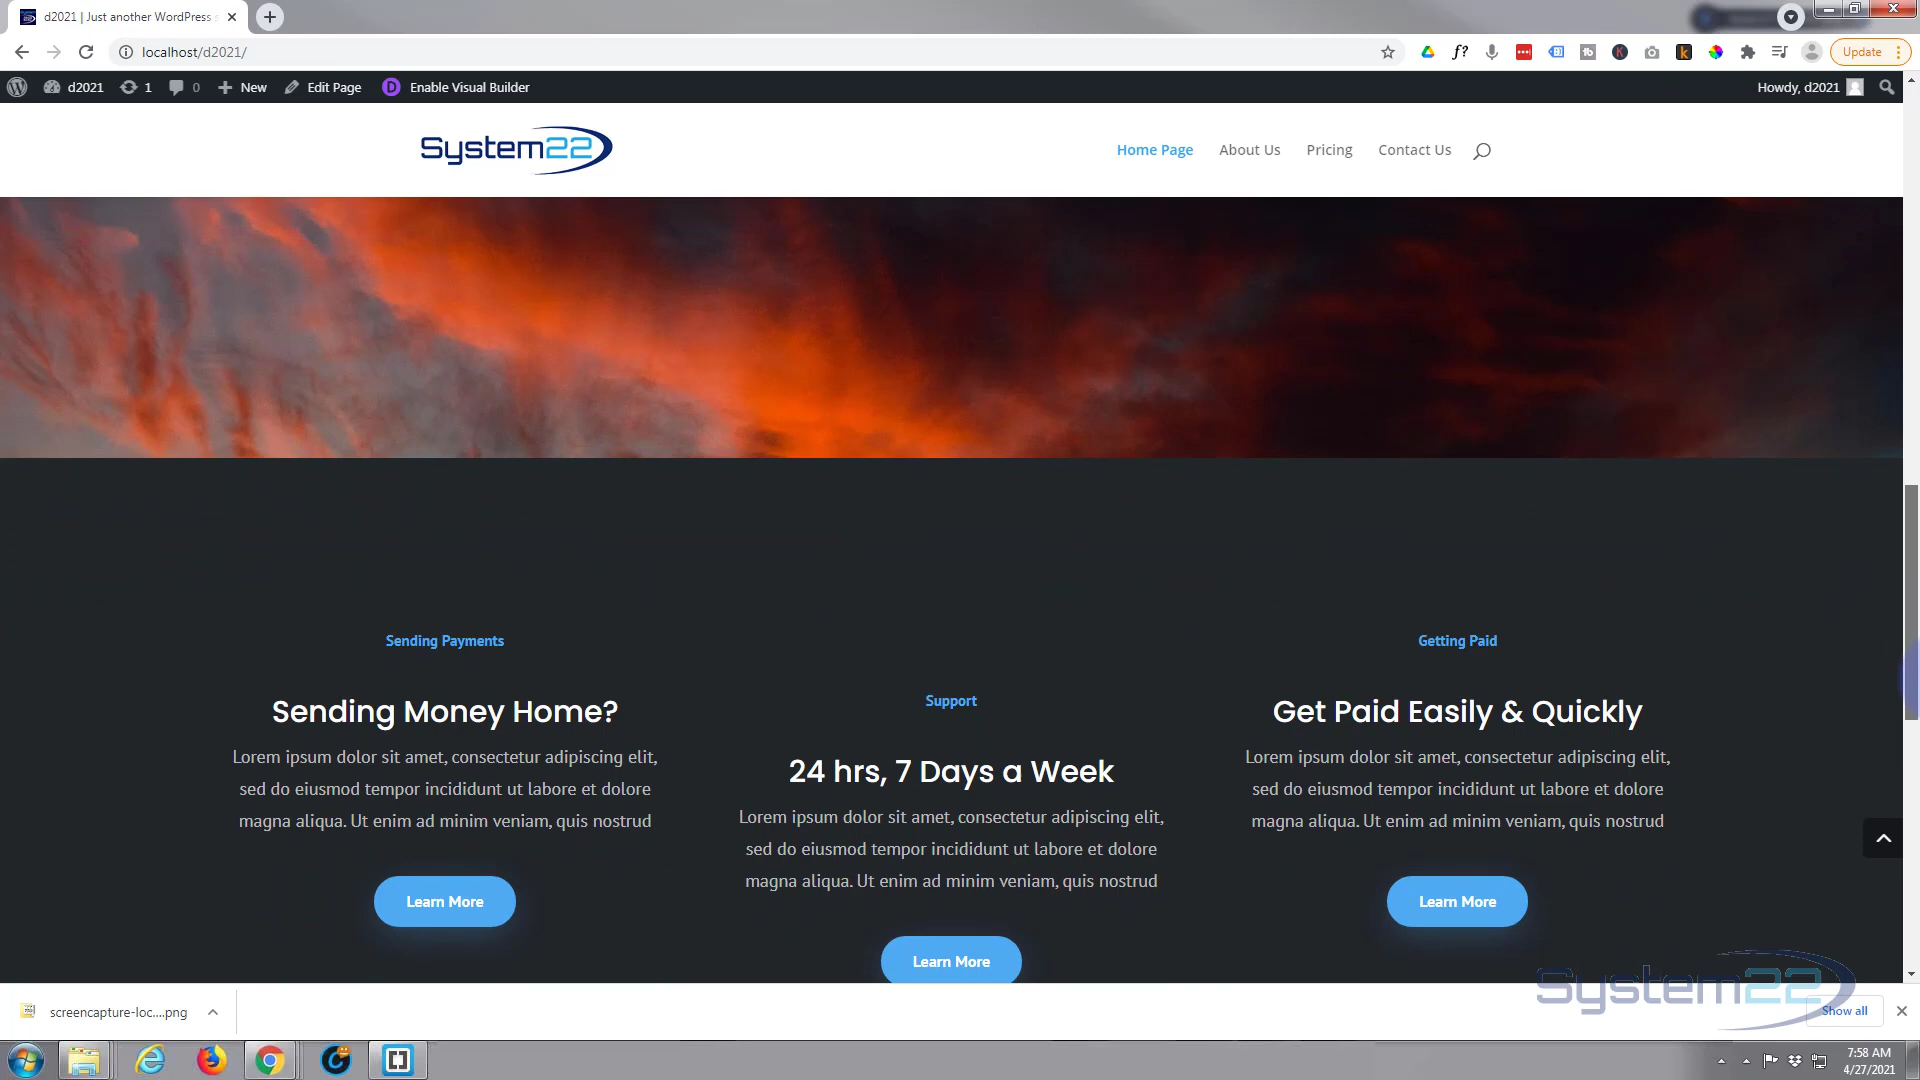 d2021 | Just another WordPress s
localhost/d2021/
Update
d2021
1
0
New
Edit Page
Enable Visual Builder
Howdy, d2021
System22
Home Page
About Us
Pricing
Contact Us
Sending Payments
Sending Money Home?
Lorem ipsum dolor sit amet, consectetur adipiscing elit,
sed do eiusmod tempor incididunt ut labore et dolore
magna aliqua. Ut enim ad minim veniam, quis nostrud
Learn More
Support
24 hrs, 7 Days a Week
Lorem ipsum dolor sit amet, consectetur adipiscing elit,
sed do eiusmod tempor incididunt ut labore et dolore
magna aliqua. Ut enim ad minim veniam, quis nostrud
Learn More
Getting Paid
Get Paid Easily & Quickly
Lorem ipsum dolor sit amet, consectetur adipiscing elit,
sed do eiusmod tempor incididunt ut labore et dolore
magna aliqua. Ut enim ad minim veniam, quis nostrud
Learn More
System22
screencapture-loc....png
Show all
7:58 AM
4/27/2021